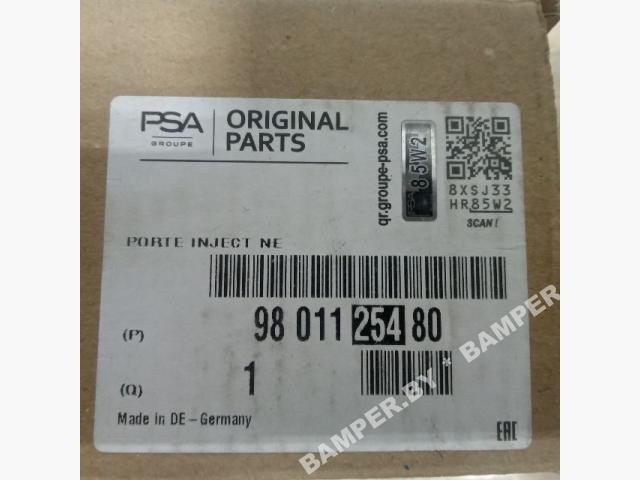 PSA
GROUPE
ORIGINAL
PARTS
qr.groupe-psa.com
PSA 8.5W2
8XSJ33
HR85W2
SCAN!
PORTE INJECT NE
(P) 98 011 254 80
(Q) 1
Made in DE - Germany
EAC
BAMPER.BY * BAMPER.